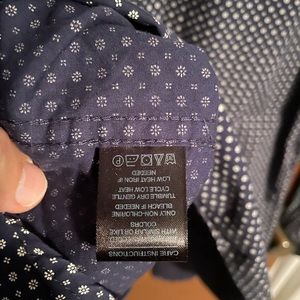 CARE INSTRUCTIONS
WITH SIMILAR OR LIKE
COLORS
ONLY NON-CHLORINE
BLEACH IF NEEDED
TUMBLE DRY GENTLE
CYCLE LOW HEAT
LOW HEAT IRON IF
NEEDED